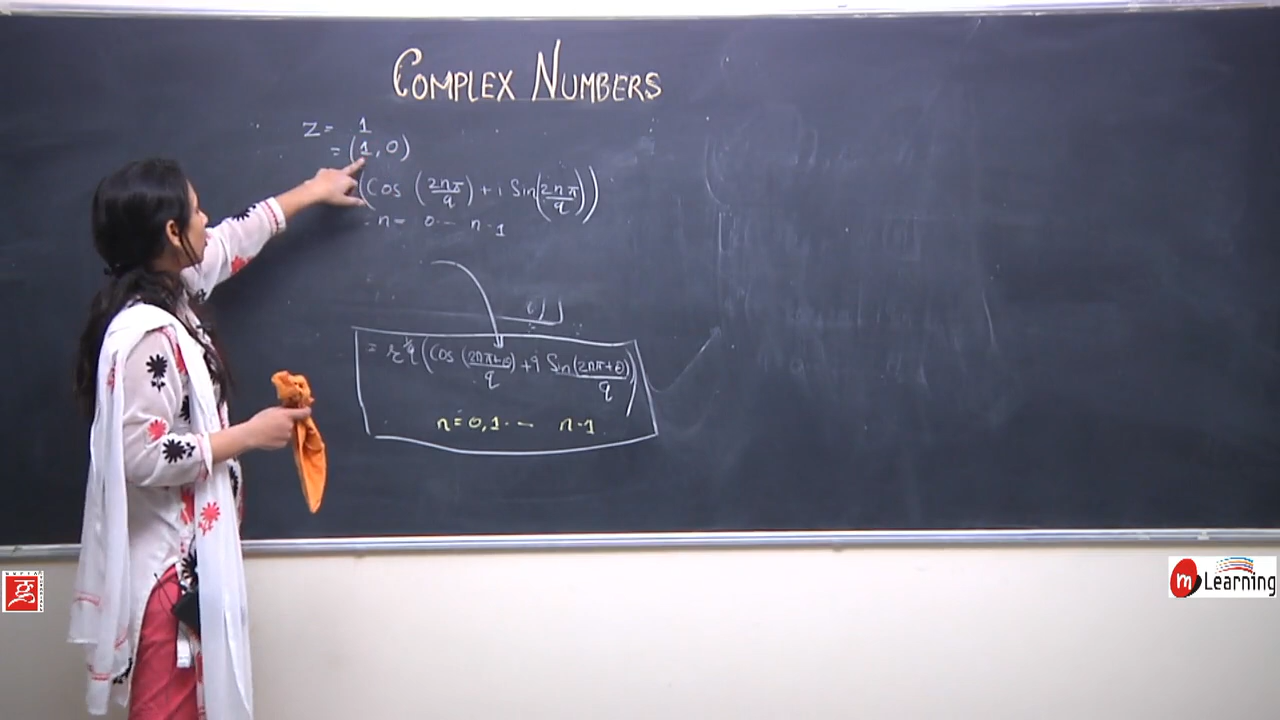 COMPLEX NUMBERS
z = 1
= (1, 0)
(Cos (2nπ/q) + i Sin(2nπ/q))
n = 0 -- n-1
= r^1/q (Cos (2nπ+θ)/q + i Sin(2nπ+θ)/q)
n = 0, 1 -- n-1
m Learning